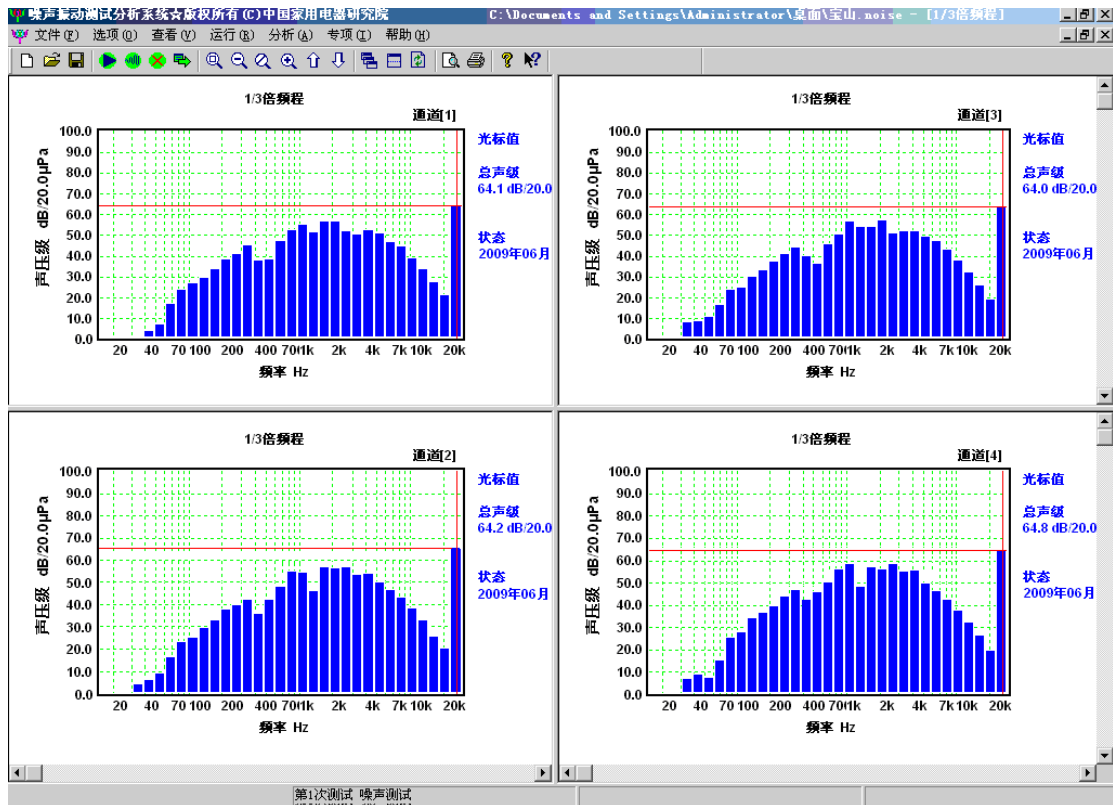 噪声振动测试分析系统☆版权所有(C)中国家用电器研究院 C:\Documents and Settings\Administrator\桌面\宝山.noise - [1/3倍频程]
文件(F) 选项(O) 查看(V) 运行(R) 分析(A) 专项(I) 帮助(H)
1/3倍频程
通道[1]
100.0
90.0
80.0
70.0
60.0
50.0
40.0
30.0
20.0
10.0
0.0
声压级 dB/20.0μPa
20 40 70 100 200 400 700 1k 2k 4k 7k 10k 20k
频率 Hz
光标值
总声级
64.1 dB/20.0
状态
2009年06月
1/3倍频程
通道[3]
100.0
90.0
80.0
70.0
60.0
50.0
40.0
30.0
20.0
10.0
0.0
声压级 dB/20.0μPa
20 40 70 100 200 400 700 1k 2k 4k 7k 10k 20k
频率 Hz
光标值
总声级
64.0 dB/20.0
状态
2009年06月
1/3倍频程
通道[2]
100.0
90.0
80.0
70.0
60.0
50.0
40.0
30.0
20.0
10.0
0.0
声压级 dB/20.0μPa
20 40 70 100 200 400 700 1k 2k 4k 7k 10k 20k
频率 Hz
光标值
总声级
64.2 dB/20.0
状态
2009年06月
1/3倍频程
通道[4]
100.0
90.0
80.0
70.0
60.0
50.0
40.0
30.0
20.0
10.0
0.0
声压级 dB/20.0μPa
20 40 70 100 200 400 700 1k 2k 4k 7k 10k 20k
频率 Hz
光标值
总声级
64.8 dB/20.0
状态
2009年06月
第1次测试 噪声测试